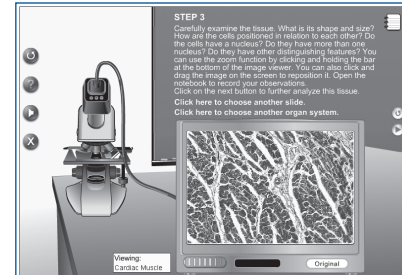 STEP 3
Carefully examine the tissue. What is its shape and size?
How are the cells positioned in relation to each other? Do
the cells have a nucleus? Do they have more than one
nucleus? Do they have other distinguishing features? You
can use the zoom function by clicking and holding the bar
at the bottom of the image viewer. You can also click and
drag the image on the screen to reposition it. Open the
notebook to record your observations.
Click on the next button to further analyze this tissue.
Click here to choose another slide.
Click here to choose another organ system.
?
X
Viewing:
Cardiac Muscle
Original